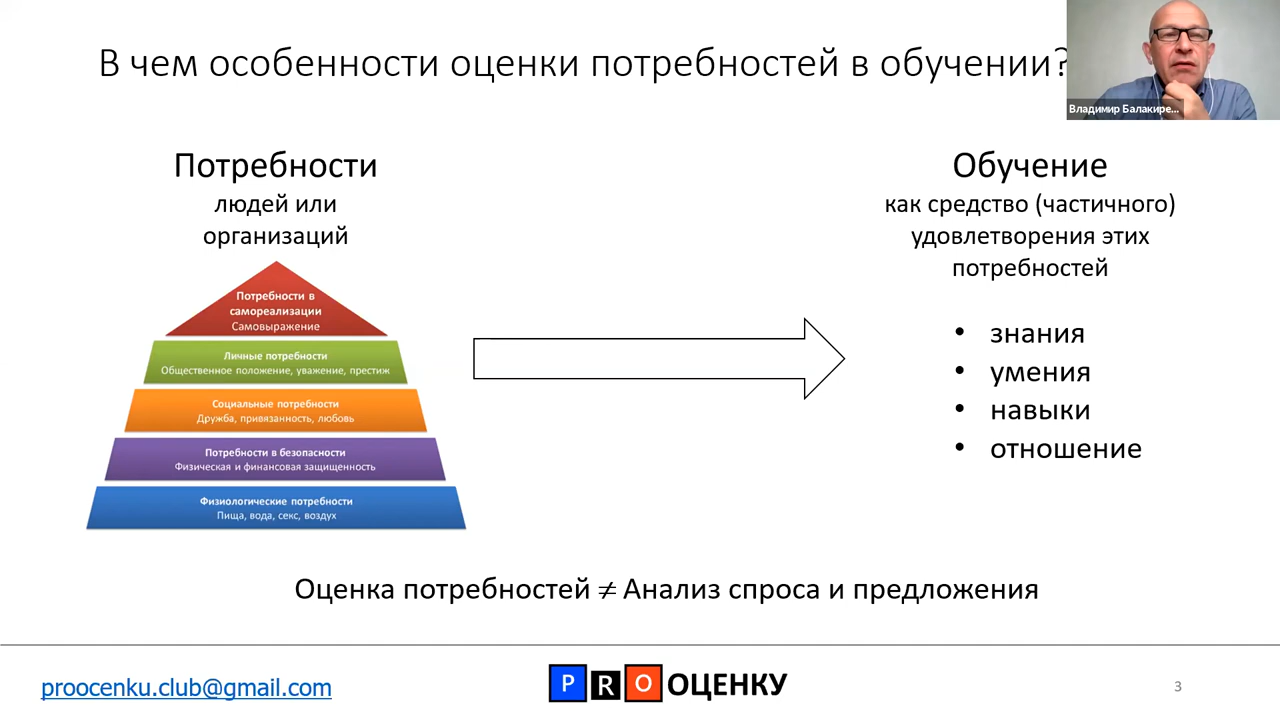 В чем особенности оценки потребностей в обучении?
Владимир Балакире...
Потребности
людей или
организаций
Потребности в
самореализации
Самовыражение
Личные потребности
Общественное положение, уважение, престиж
Социальные потребности
Дружба, привязанность, любовь
Потребности в безопасности
Физическая и финансовая защищенность
Физиологические потребности
Пища, вода, секс, воздух
Обучение
как средство (частичного)
удовлетворения этих
потребностей
• знания
• умения
• навыки
• отношение
Оценка потребностей ≠ Анализ спроса и предложения
proocenku.club@gmail.com
PRO ОЦЕНКУ
3